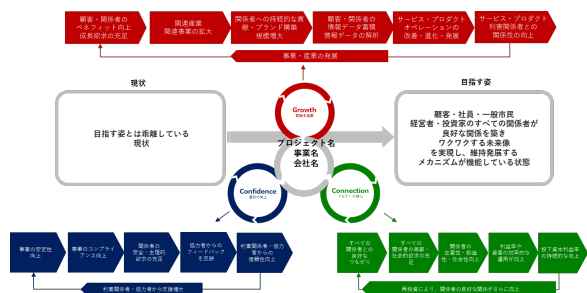 顧客・関係者の
ベネフィット向上
成長欲求の充足
関連産業
関連事業の拡大
関係者への持続的な貢
献・ブランド構築
規模増大
顧客・関係者の
情報データ蓄積
情報データの解析
サービス・プロダクト
オペレーションの
改善・進化・発展
サービス・プロダクト
利害関係者との
関係性の向上
事業・産業の発展
現状
目指す姿
目指す姿とは乖離している
現状
Growth
プロジェクト名
事業名
会社名
顧客・社員・一般市民
経営者・投資家のすべての関係者が
良好な関係を築き
ワクワクする未来像
を実現し、維持発展する
メカニズムが機能している状態
Confidence
Connection
事業の安定性
向上
事業のコンプライ
アンス向上
関係者の
安全・生理的
欲求の充足
協力者からの
フィードバック
を反映
利害関係者・協力
者からの
信頼性向上
利害関係者・協力者から支援増大
すべての
関係者との
良好な
つながり
すべての
関係者の尊厳・
社会的欲求の充
足
関係者の
生産性・利益
性・社会性向上
利益率や
資産の効率的な
運用が向上
投下資本利益率
の持続的な向上
再投資により、関係者の良好な関係がさらに向上